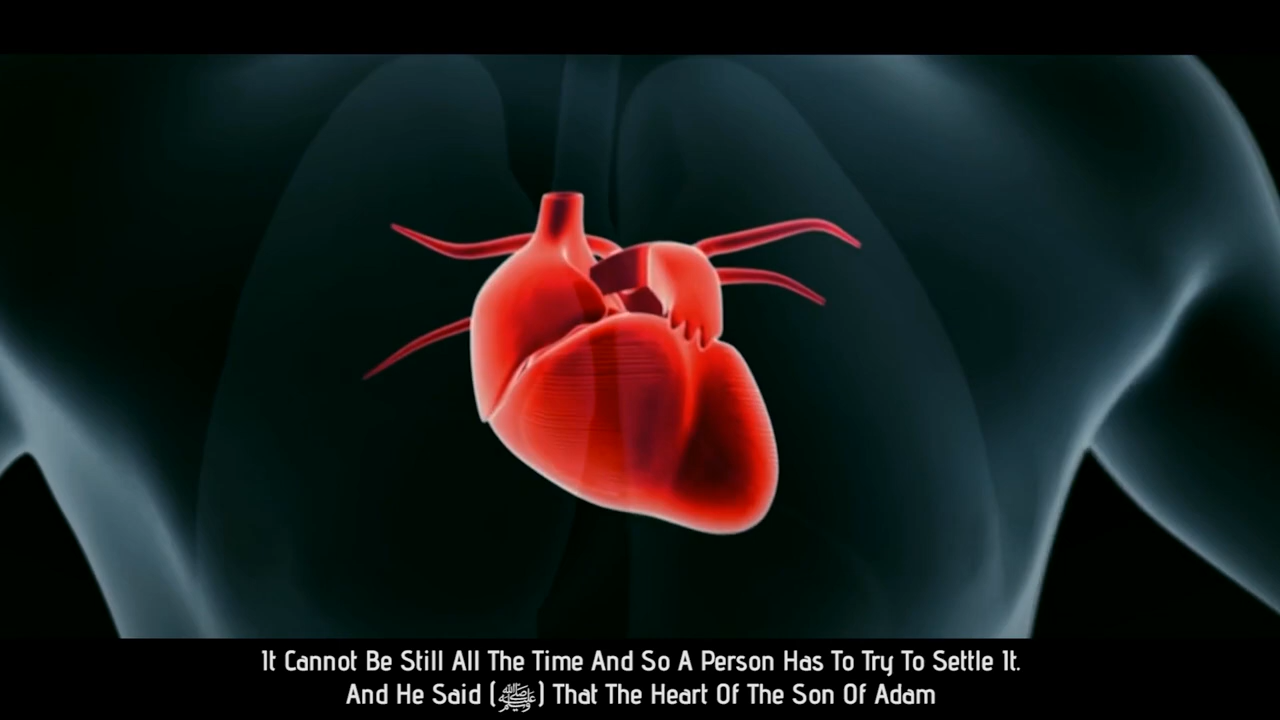 It Cannot Be Still All The Time And So A Person Has To Try To Settle It.
And He Said (ﷺ) That The Heart Of The Son Of Adam